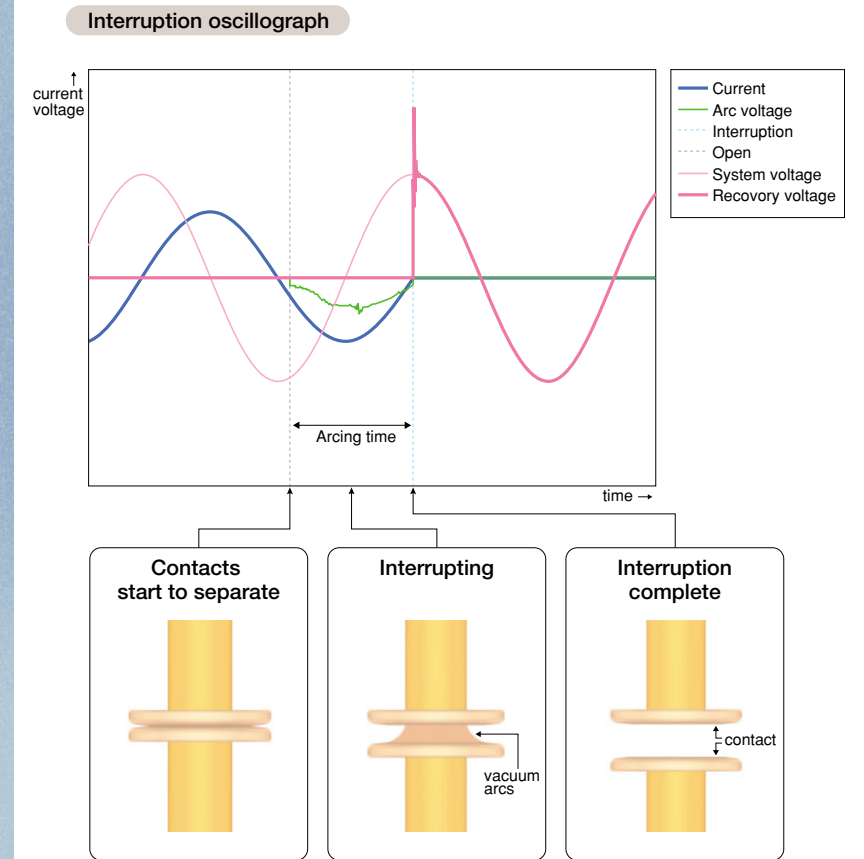 Interruption oscillograph
↑
current
voltage
Current
Arc voltage
Interruption
Open
System voltage
Recovory voltage
Arcing time
time →
Contacts
start to separate
Interrupting
vacuum
arcs
Interruption
complete
contact